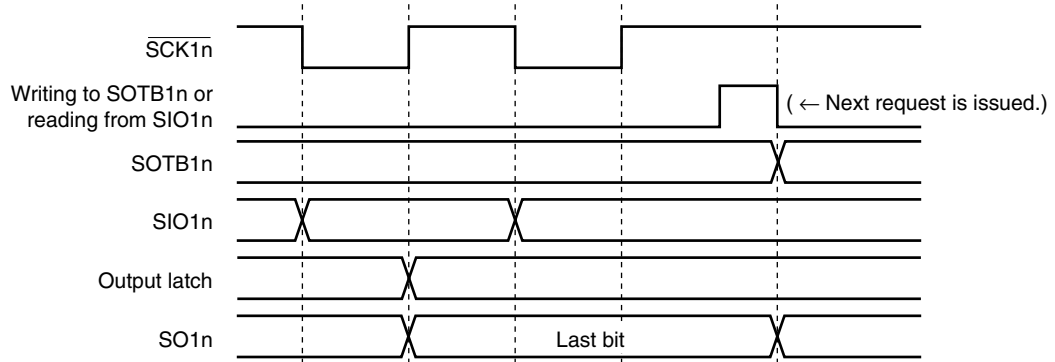 SCK1n
Writing to SOTB1n or
reading from SIO1n
( ← Next request is issued.)
SOTB1n
SIO1n
Output latch
SO1n
Last bit